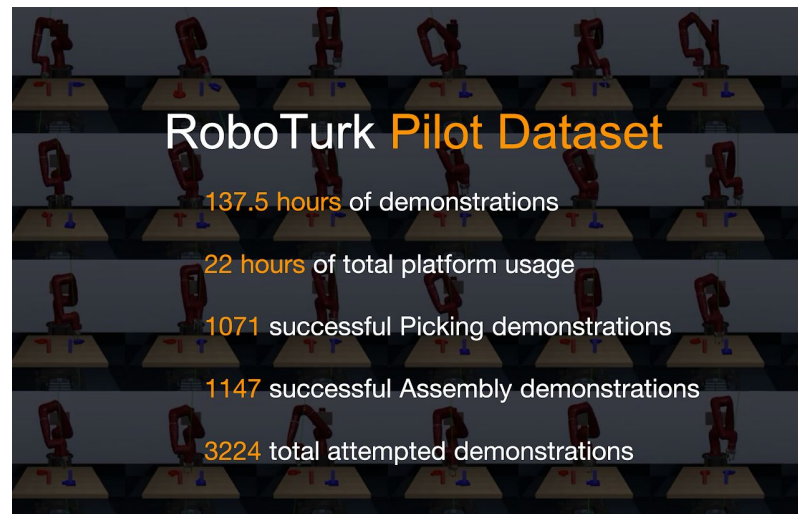 RoboTurk Pilot Dataset
137.5 hours of demonstrations
22 hours of total platform usage
1071 successful Picking demonstrations
1147 successful Assembly demonstrations
3224 total attempted demonstrations